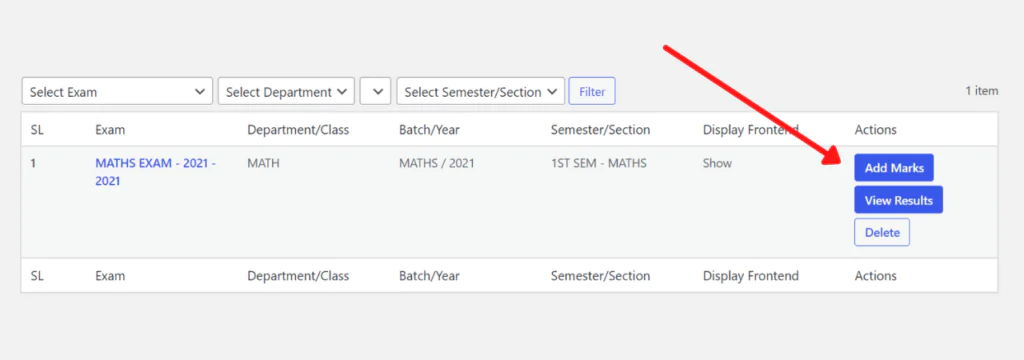 Select Exam Select Department Select Semester/Section Filter 1 item
SL Exam Department/Class Batch/Year Semester/Section Display Frontend Actions
1 MATHS EXAM - 2021 - MATH MATHS / 2021 1ST SEM - MATHS Show Add Marks
2021
View Results
Delete
SL Exam Department/Class Batch/Year Semester/Section Display Frontend Actions